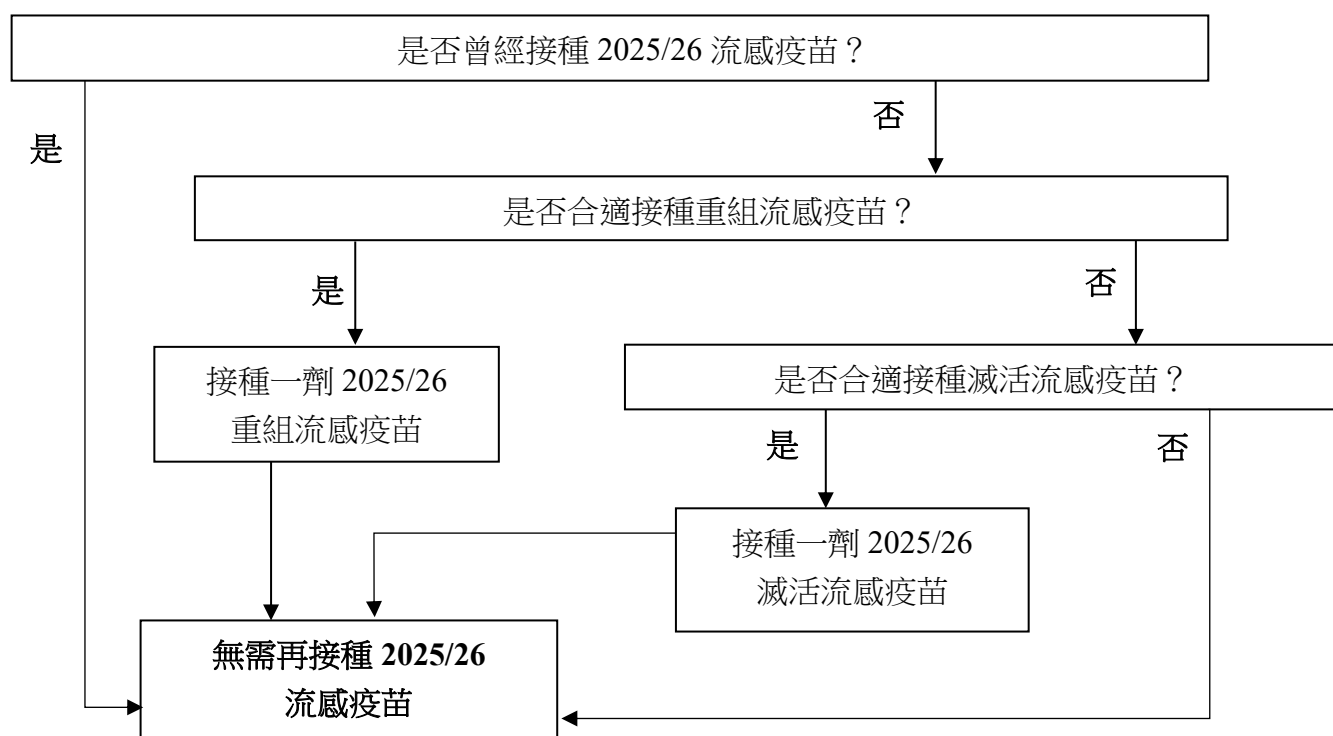 是否曾經接種 2025/26 流感疫苗？
是
否
是否合適接種重組流感疫苗？
是
否
接種一劑 2025/26
重組流感疫苗
是否合適接種滅活流感疫苗？
是
否
接種一劑 2025/26
滅活流感疫苗
無需再接種 2025/26
流感疫苗